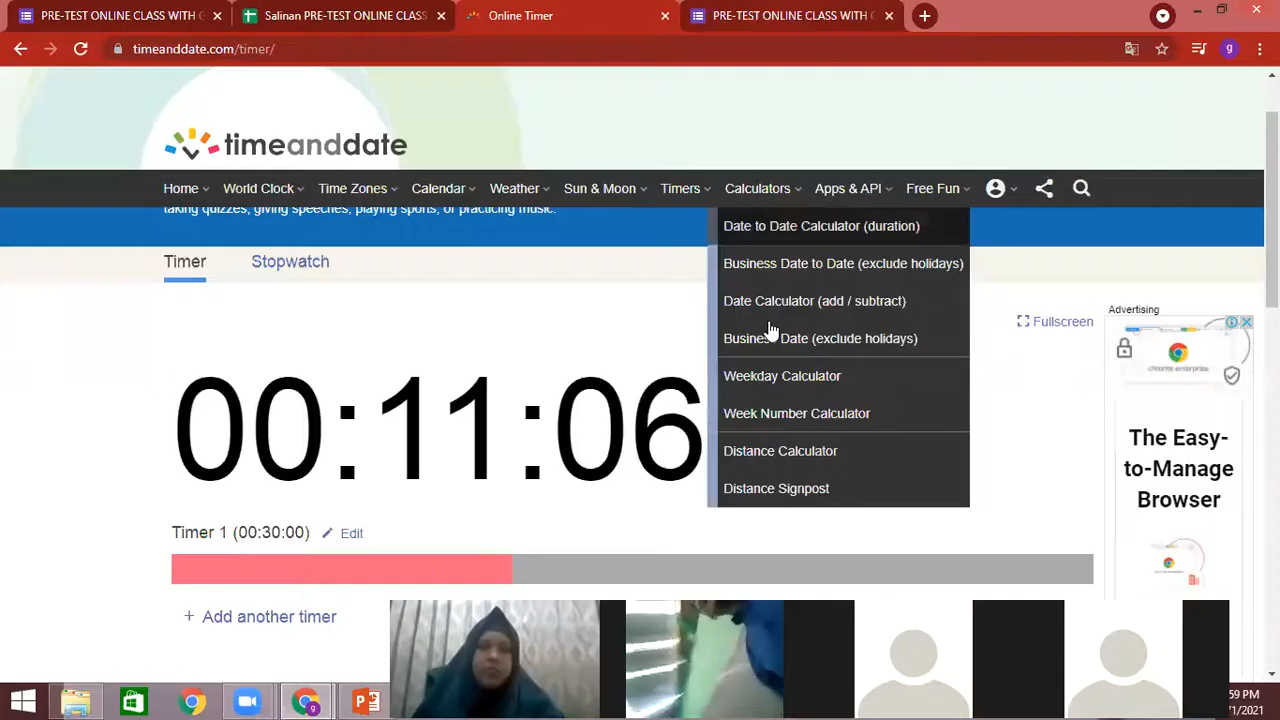 PRE-TEST ONLINE CLASS WITH G
Salinan PRE-TEST ONLINE CLASS
Online Timer
PRE-TEST ONLINE CLASS WITH G
timeanddate.com/timer/
g
timeanddate
Home
World Clock
Time Zones
Calendar
Weather
Sun & Moon
Timers
Calculators
Apps & API
Free Fun
taking quizzes, giving speeches, playing sports, or practicing music.
Date to Date Calculator (duration)
Business Date to Date (exclude holidays)
Date Calculator (add / subtract)
Business Date (exclude holidays)
Weekday Calculator
Week Number Calculator
Distance Calculator
Distance Signpost
Timer
Stopwatch
Fullscreen
Advertising
chrome enterprise
The Easy-
to-Manage
Browser
00:11:06
Timer 1 (00:30:00)
Edit
+ Add another timer
g
:59 PM
/1/2021